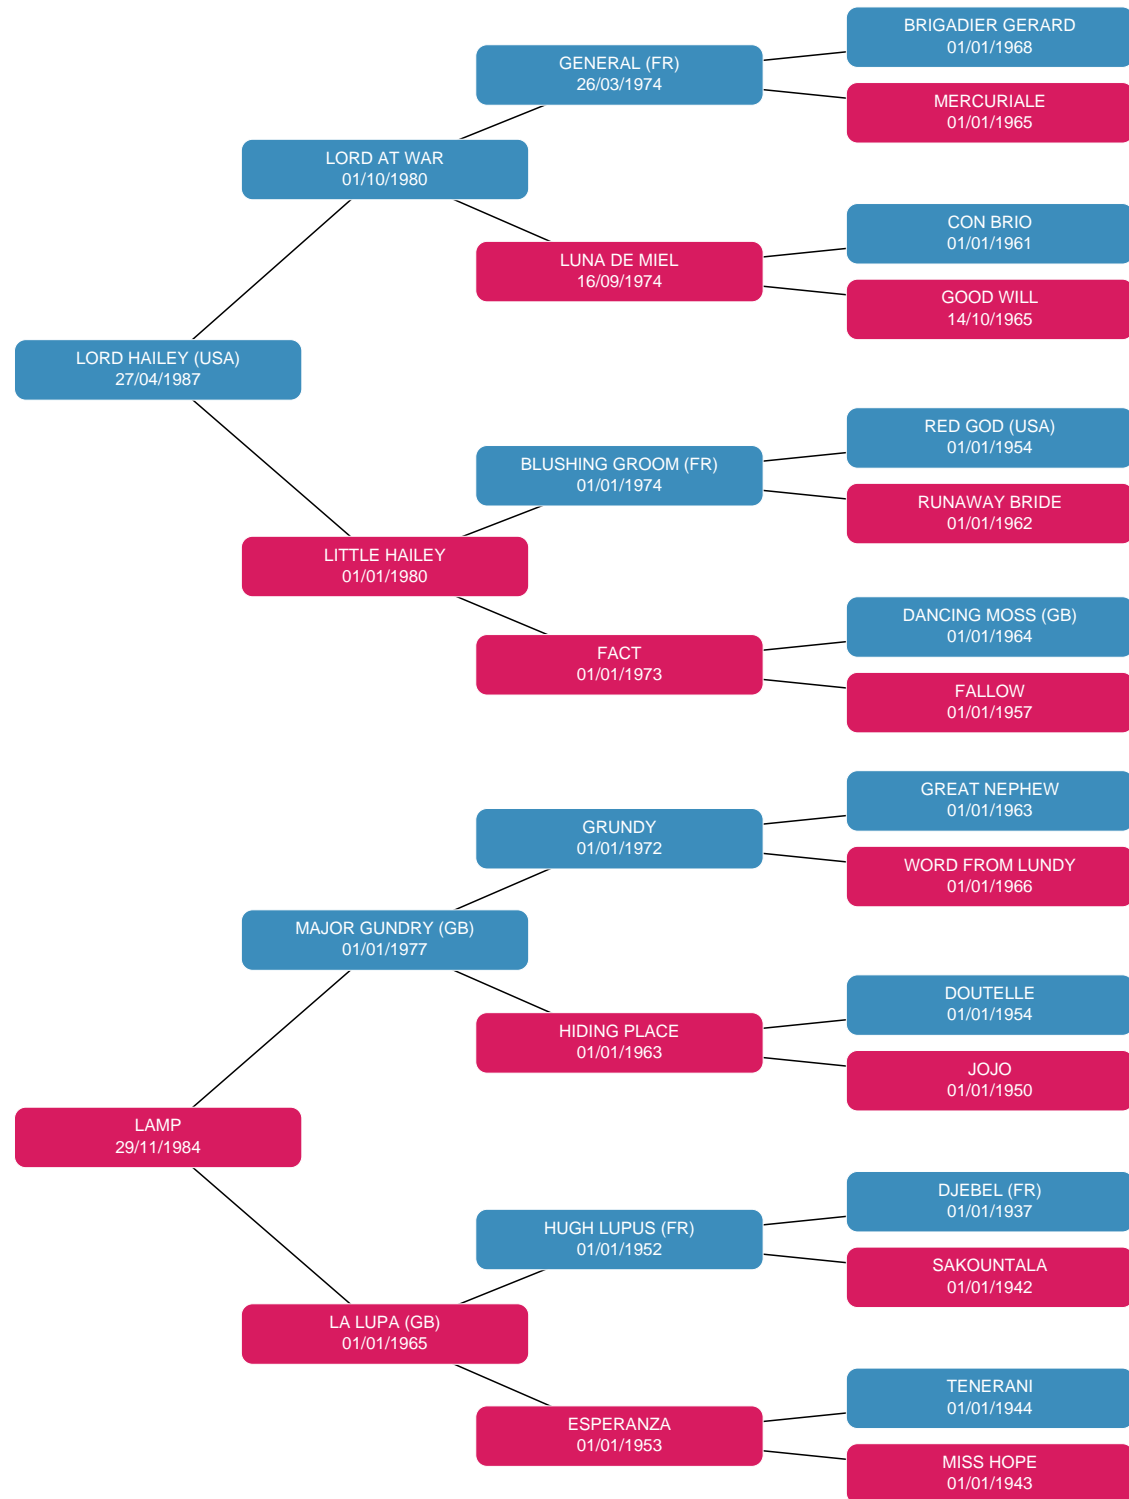 BRIGADIER GERARD
01/01/1968
GENERAL (FR)
26/03/1974
MERCURIALE
01/01/1965
LORD AT WAR
01/10/1980
CON BRIO
01/01/1961
LUNA DE MIEL
16/09/1974
GOOD WILL
14/10/1965
LORD HAILEY (USA)
27/04/1987
RED GOD (USA)
01/01/1954
BLUSHING GROOM (FR)
01/01/1974
RUNAWAY BRIDE
01/01/1962
LITTLE HAILEY
01/01/1980
DANCING MOSS (GB)
01/01/1964
FACT
01/01/1973
FALLOW
01/01/1957
GREAT NEPHEW
01/01/1963
GRUNDY
01/01/1972
WORD FROM LUNDY
01/01/1966
MAJOR GUNDRY (GB)
01/01/1977
DOUTELLE
01/01/1954
HIDING PLACE
01/01/1963
JOJO
01/01/1950
LAMP
29/11/1984
DJEBEL (FR)
01/01/1937
HUGH LUPUS (FR)
01/01/1952
SAKOUNTALA
01/01/1942
LA LUPA (GB)
01/01/1965
TENERANI
01/01/1944
ESPERANZA
01/01/1953
MISS HOPE
01/01/1943